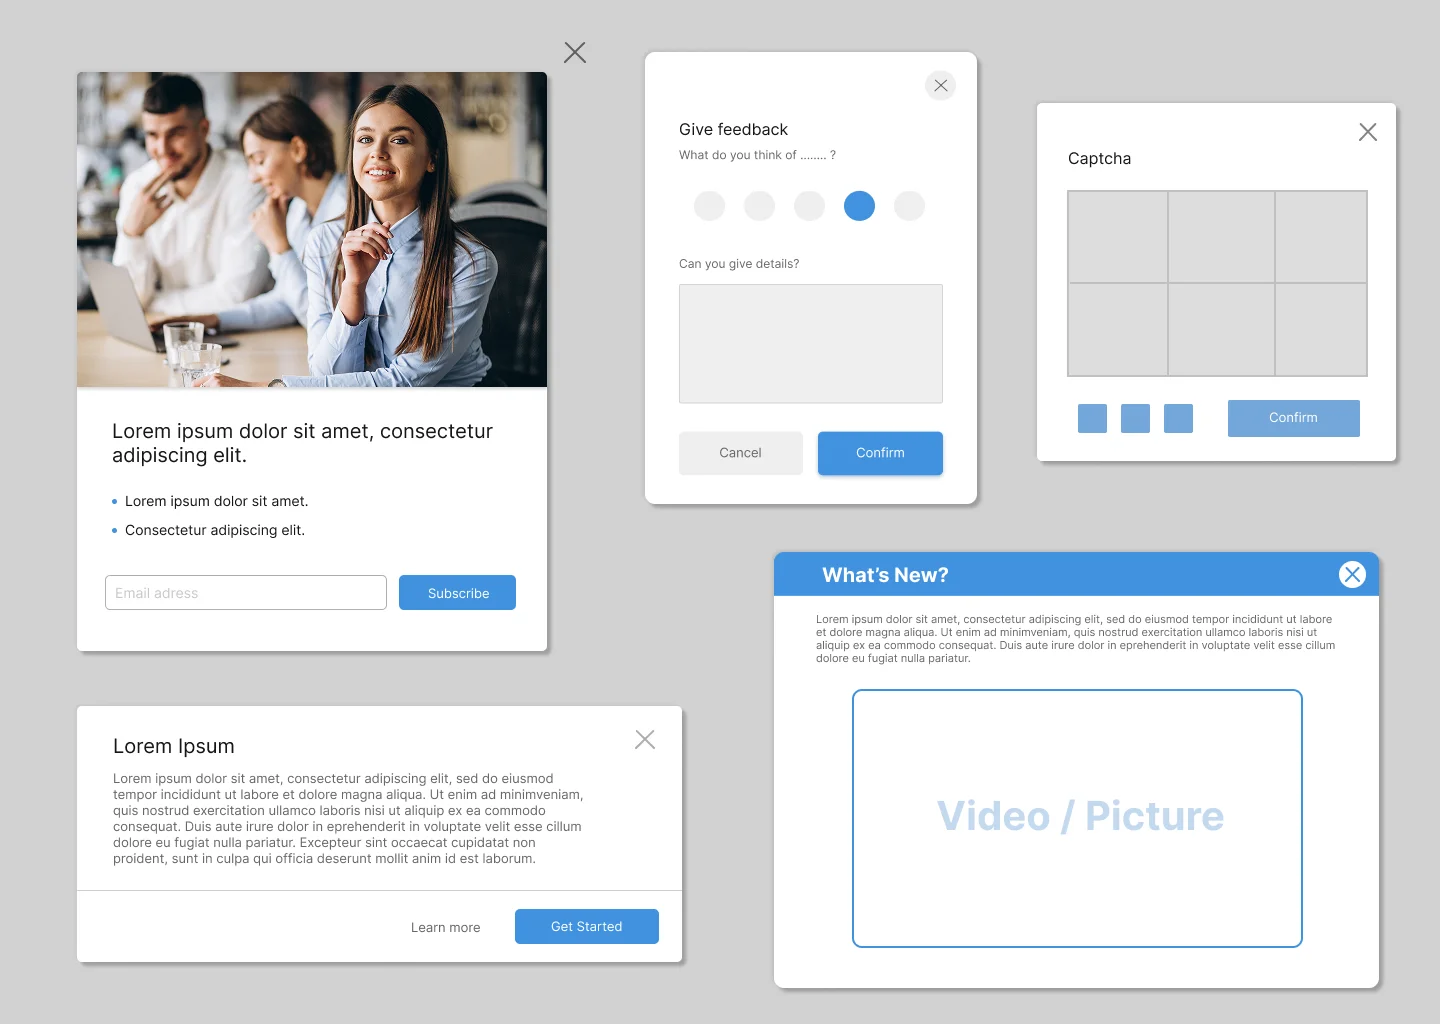 Lorem ipsum dolor sit amet, consectetur
adipiscing elit.
Lorem ipsum dolor sit amet.
Consectetur adipiscing elit.
Email adress
Subscribe
Give feedback
What do you think of ........ ?
Can you give details?
Cancel
Confirm
Captcha
Confirm
Lorem Ipsum
Lorem ipsum dolor sit amet, consectetur adipiscing elit, sed do eiusmod
tempor incididunt ut labore et dolore magna aliqua. Ut enim ad minimveniam,
quis nostrud exercitation ullamco laboris nisi ut aliquip ex ea commodo
consequat. Duis aute irure dolor in eprehenderit in voluptate velit esse cillum
dolore eu fugiat nulla pariatur. Excepteur sint occaecat cupidatat non
proident, sunt in culpa qui officia deserunt mollit anim id est laborum.
Learn more
Get Started
What's New?
Lorem ipsum dolor sit amet, consectetur adipiscing elit, sed do eiusmod tempor incididunt ut labore
et dolore magna aliqua. Ut enim ad minimveniam, quis nostrud exercitation ullamco laboris nisi ut
aliquip ex ea commodo consequat. Duis aute irure dolor in eprehenderit in voluptate velit esse cillum
dolore eu fugiat nulla pariatur.
Video / Picture